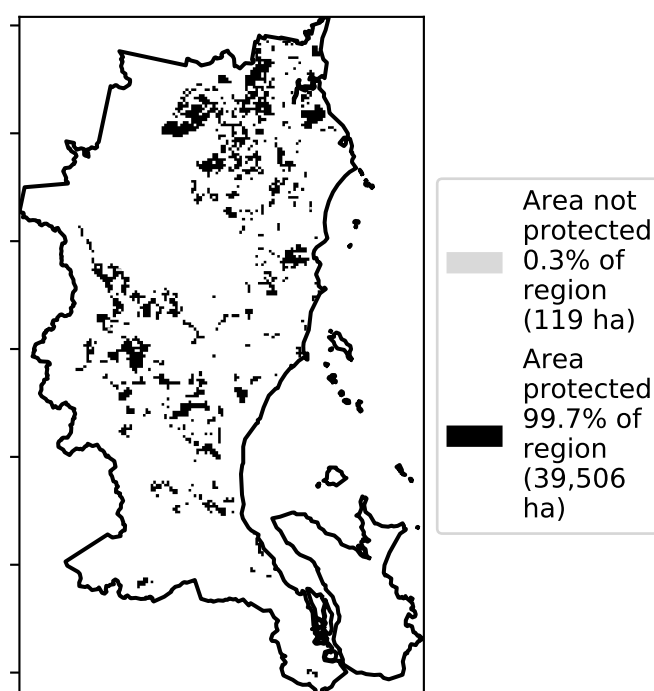 Area not
protected
0.3% of
region
(119 ha)
Area
protected
99.7% of
region
(39,506
ha)